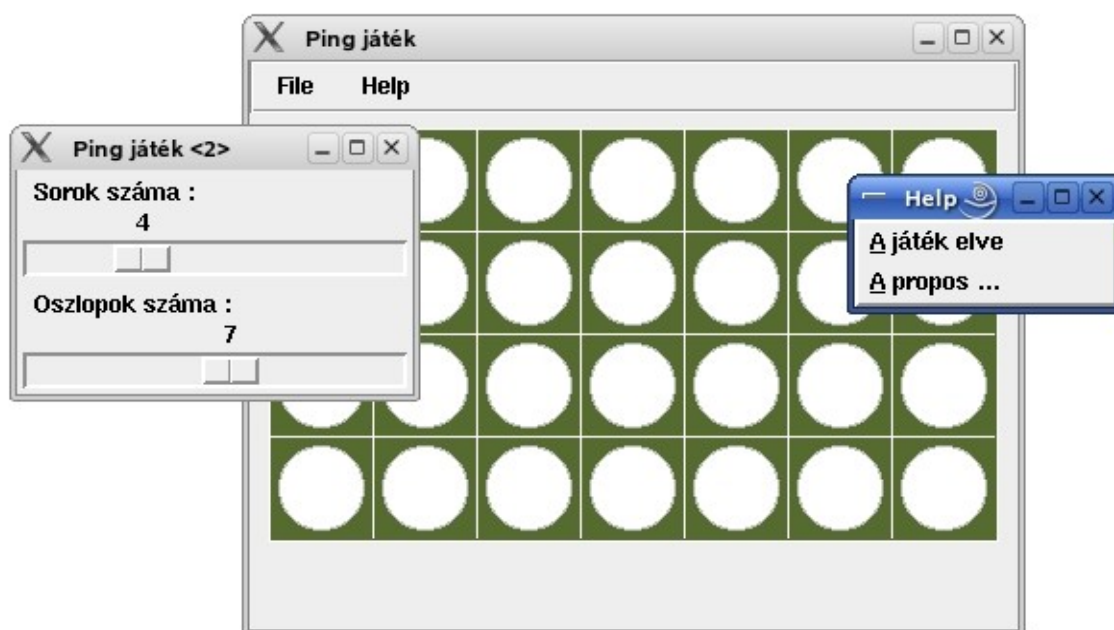 Ping játék
File Help
Ping játék <2>
Sorok száma :
4
Oszlopok száma :
7
Help
A játék elve
A propos ...